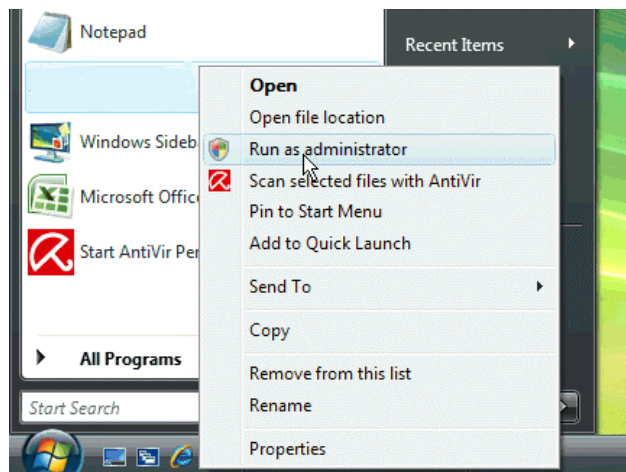 Notepad
Recent Items
Open
Open file location
Windows Sideb
Run as administrator
Microsoft Offic
Scan selected files with AntiVir
Pin to Start Menu
Start AntiVir Per
Add to Quick Launch
Send To
Copy
All Programs
Remove from this list
Start Search
Rename
Properties